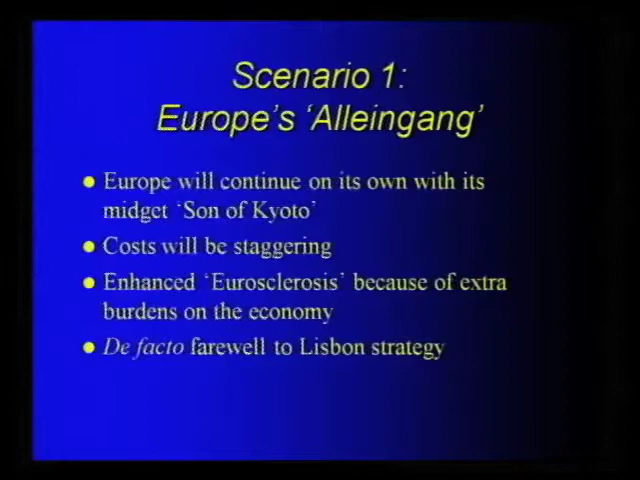 Scenario 1:
Europe's 'Alleingang'
● Europe will continue on its own with its
midget 'Son of Kyoto'
● Costs will be staggering
● Enhanced 'Eurosclerosis' because of extra
burdens on the economy
● De facto farewell to Lisbon strategy